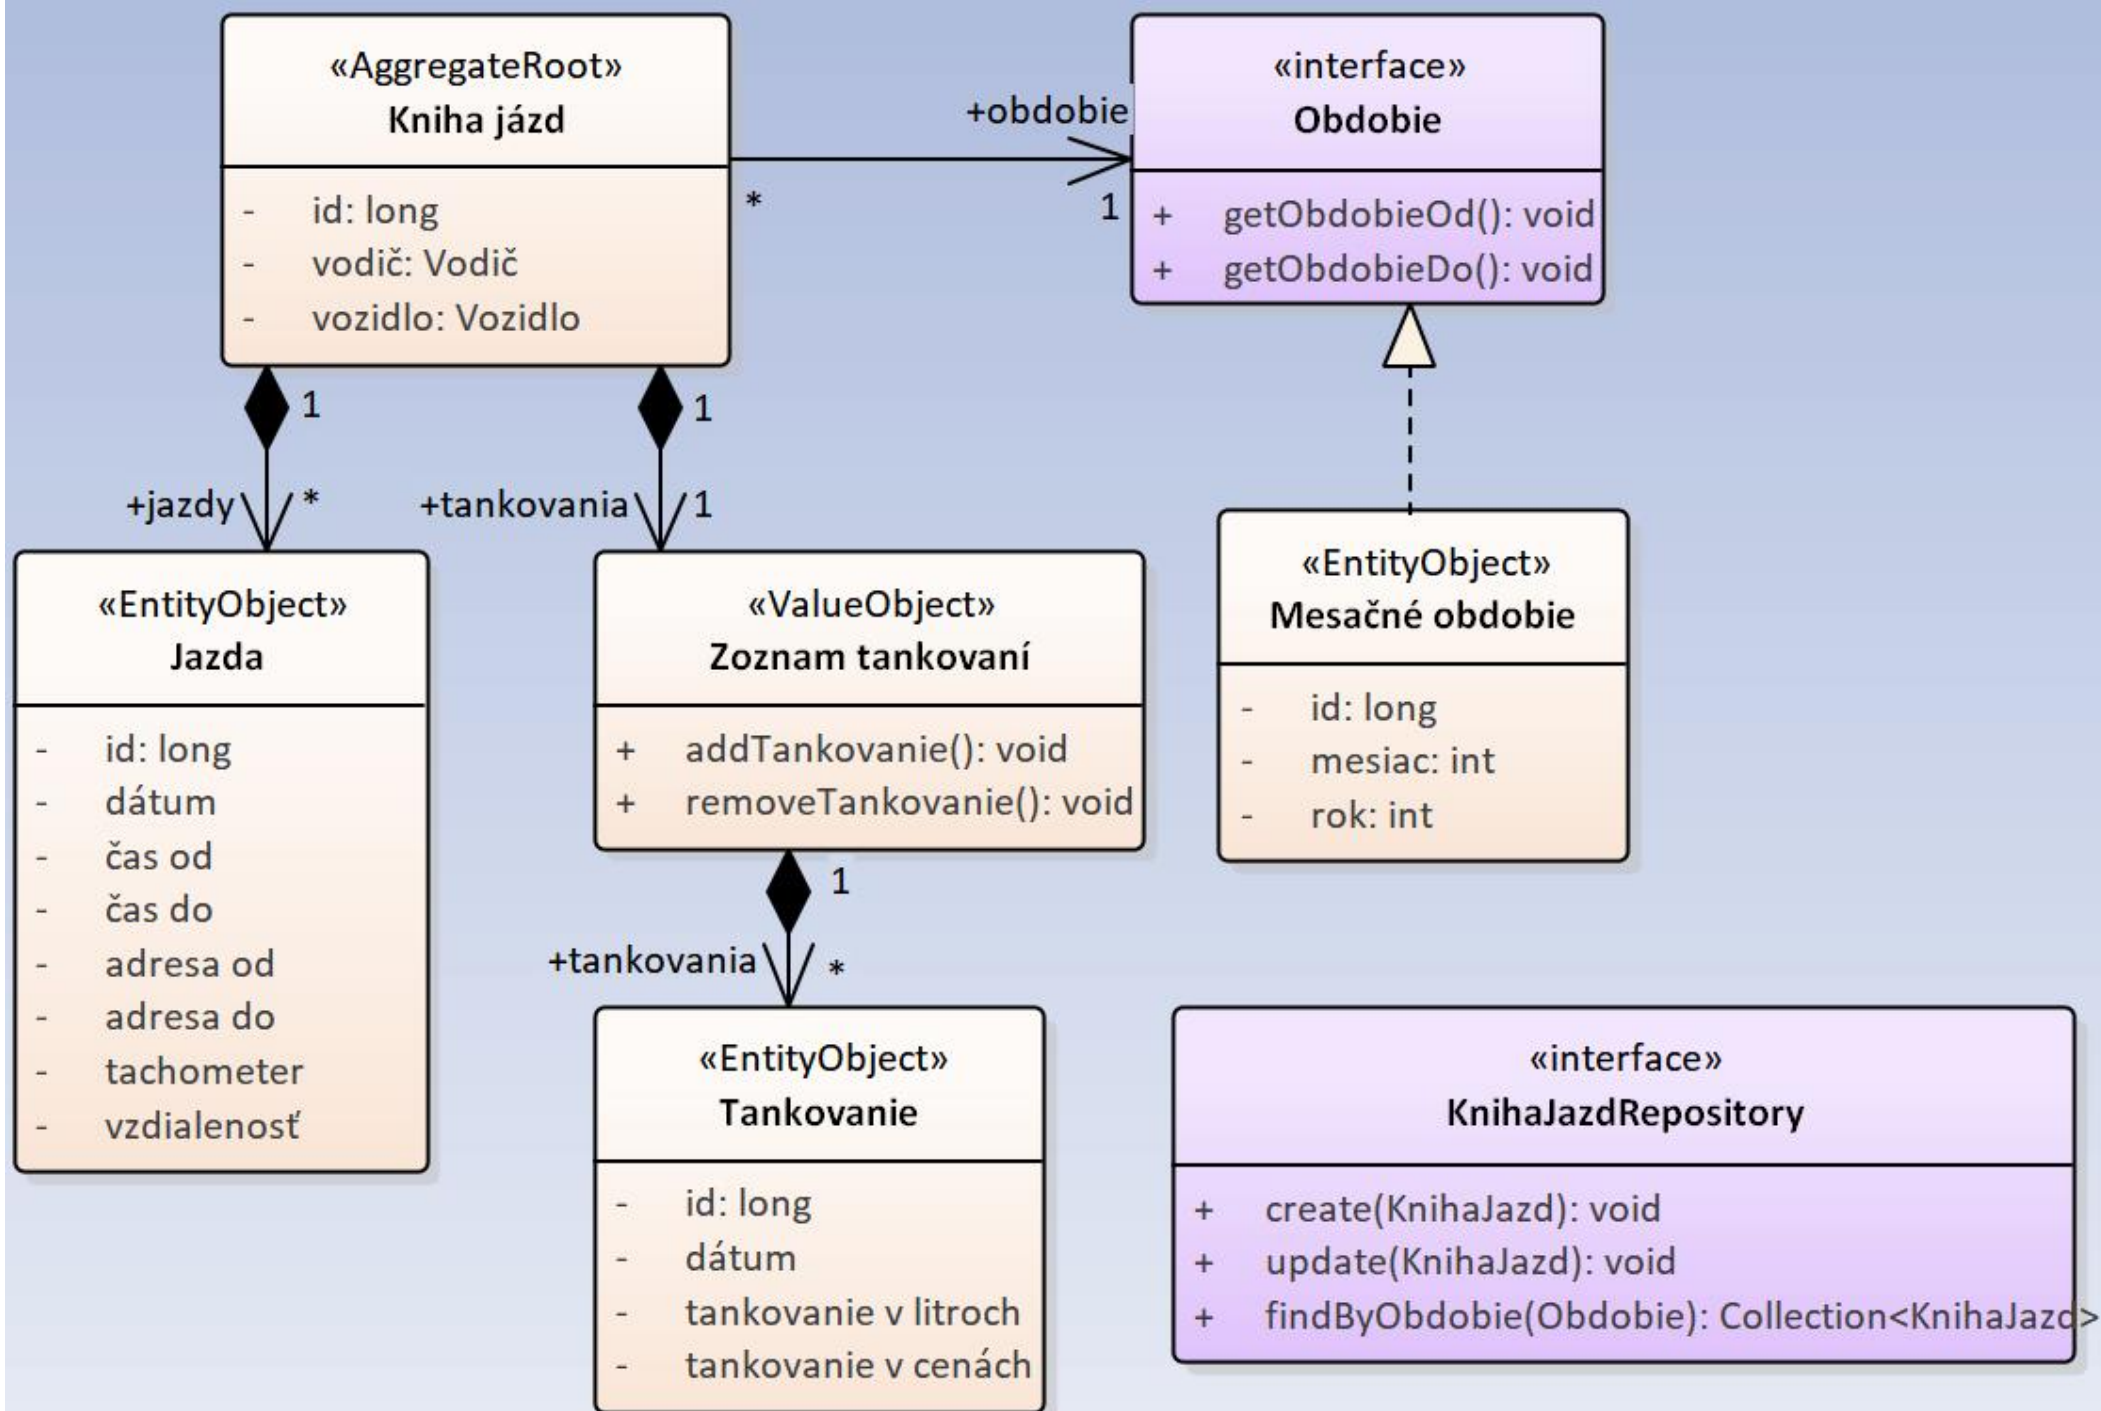 «AggregateRoot»
Kniha jázd
- id: long
- vodič: Vodič
- vozidlo: Vozidlo
+obdobie
*
1
«interface»
Obdobie
+ getObdobieOd(): void
+ getObdobieDo(): void
1
+jazdy
*
1
+tankovania
1
«EntityObject»
Jazda
- id: long
- dátum
- čas od
- čas do
- adresa od
- adresa do
- tachometer
- vzdialenosť
«ValueObject»
Zoznam tankovaní
+ addTankovanie(): void
+ removeTankovanie(): void
«EntityObject»
Mesačné obdobie
- id: long
- mesiac: int
- rok: int
1
+tankovania
*
«EntityObject»
Tankovanie
- id: long
- dátum
- tankovanie v litroch
- tankovanie v cenách
«interface»
KnihaJazdRepository
+ create(KnihaJazd): void
+ update(KnihaJazd): void
+ findByObdobie(Obdobie): Collection<KnihaJazd>